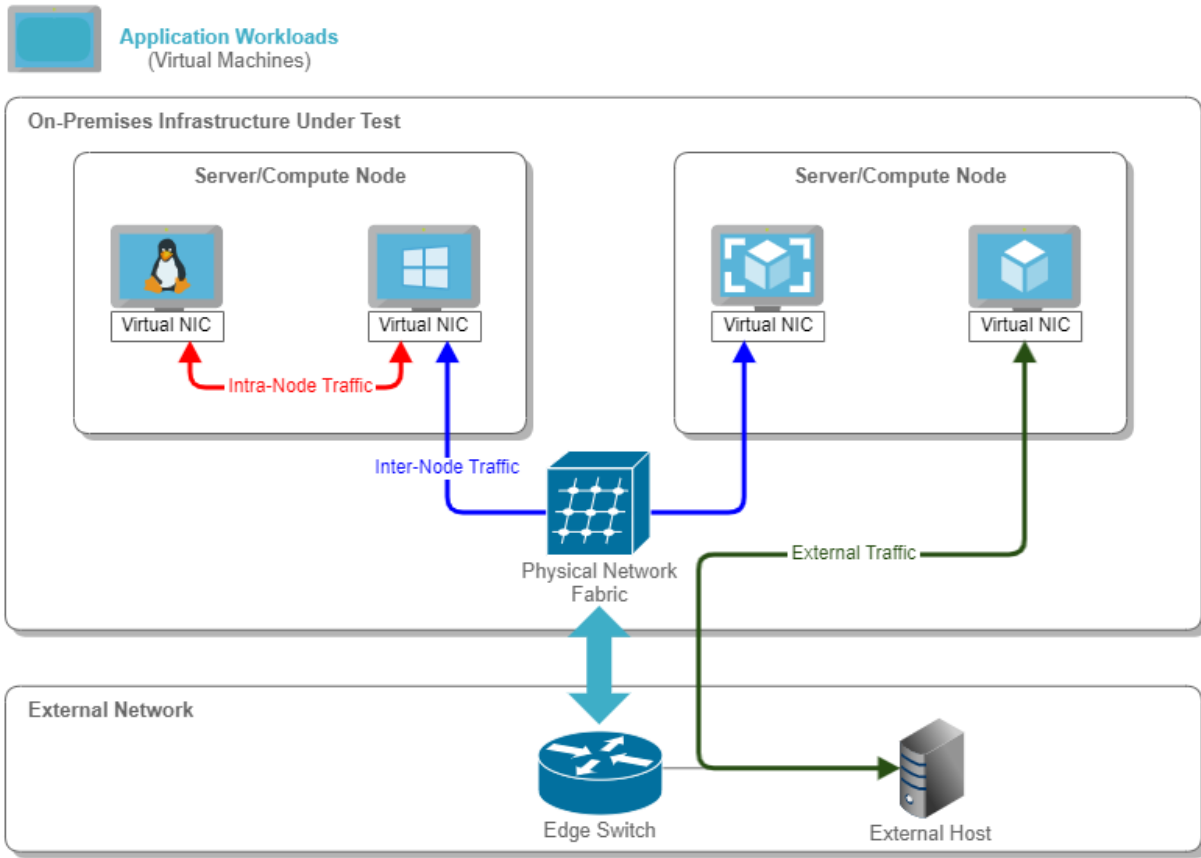 Application Workloads
(Virtual Machines)
On-Premises Infrastructure Under Test
Server/Compute Node
Server/Compute Node
Virtual NIC
Virtual NIC
Virtual NIC
Virtual NIC
Intra-Node Traffic
Inter-Node Traffic
External Traffic
Physical Network
Fabric
External Network
Edge Switch
External Host